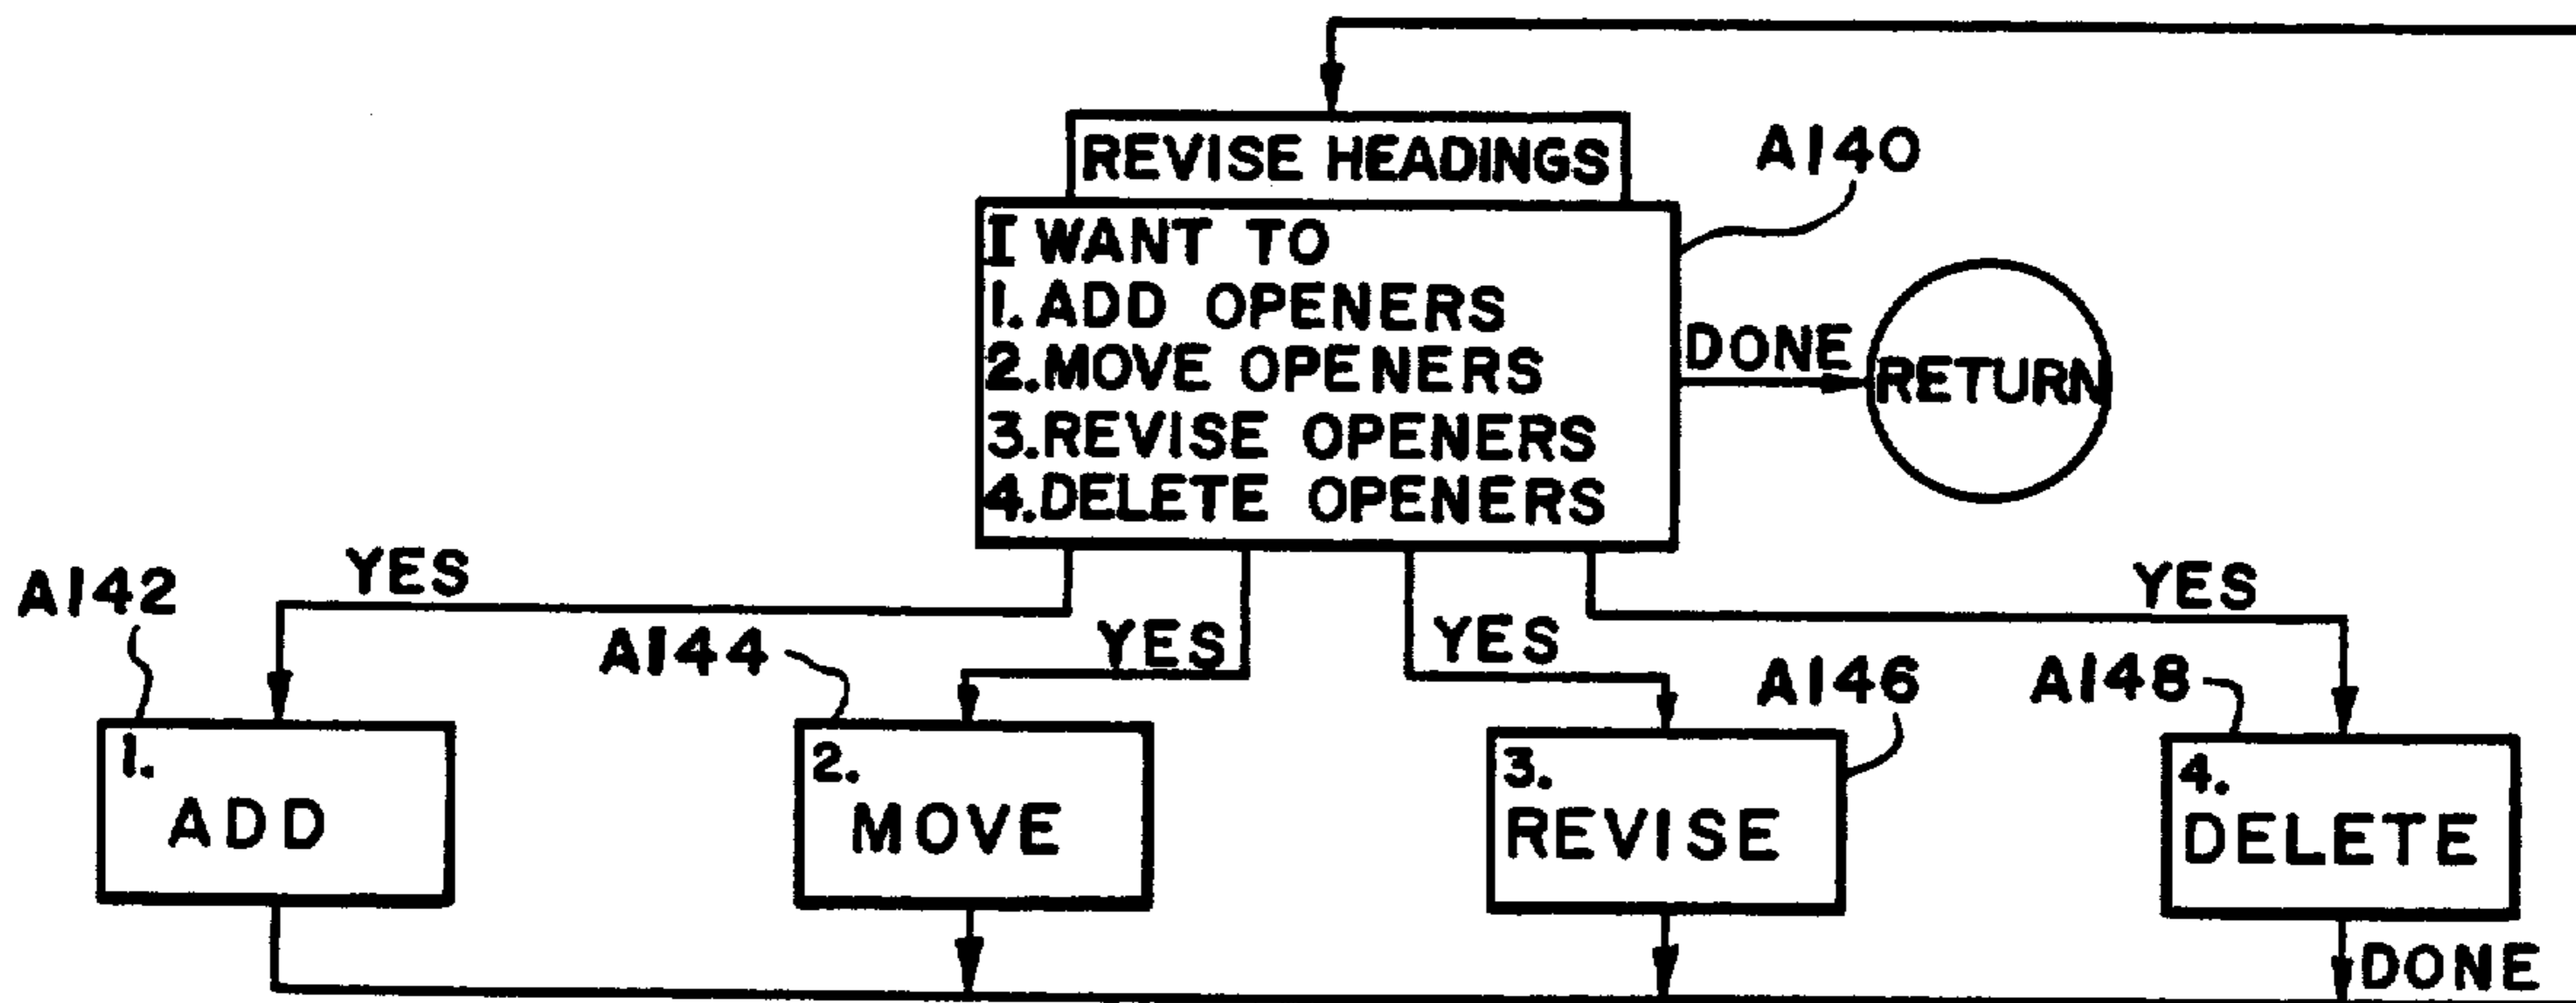 REVISE HEADINGS
A140
I WANT TO
1. ADD OPENERS
2. MOVE OPENERS
3. REVISE OPENERS
4. DELETE OPENERS
DONE
RETURN
A142
YES
A144
YES
YES
A146
A148
YES
1.
ADD
2.
MOVE
3.
REVISE
4.
DELETE
DONE